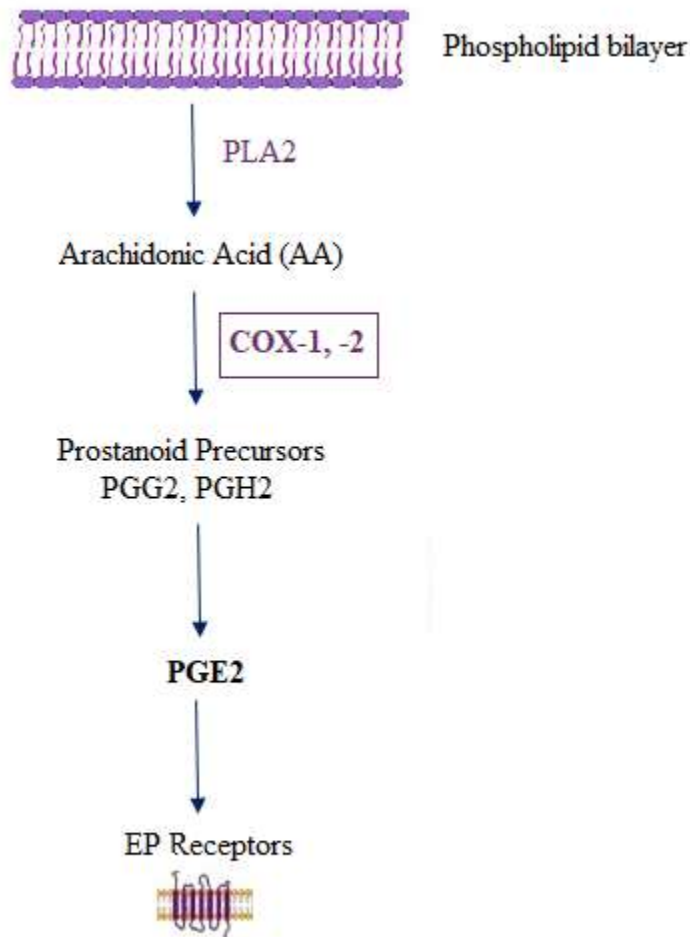 Phospholipid bilayer
PLA2
Arachidonic Acid (AA)
COX-1, -2
Prostanoid Precursors
PGG2, PGH2
PGE2
EP Receptors